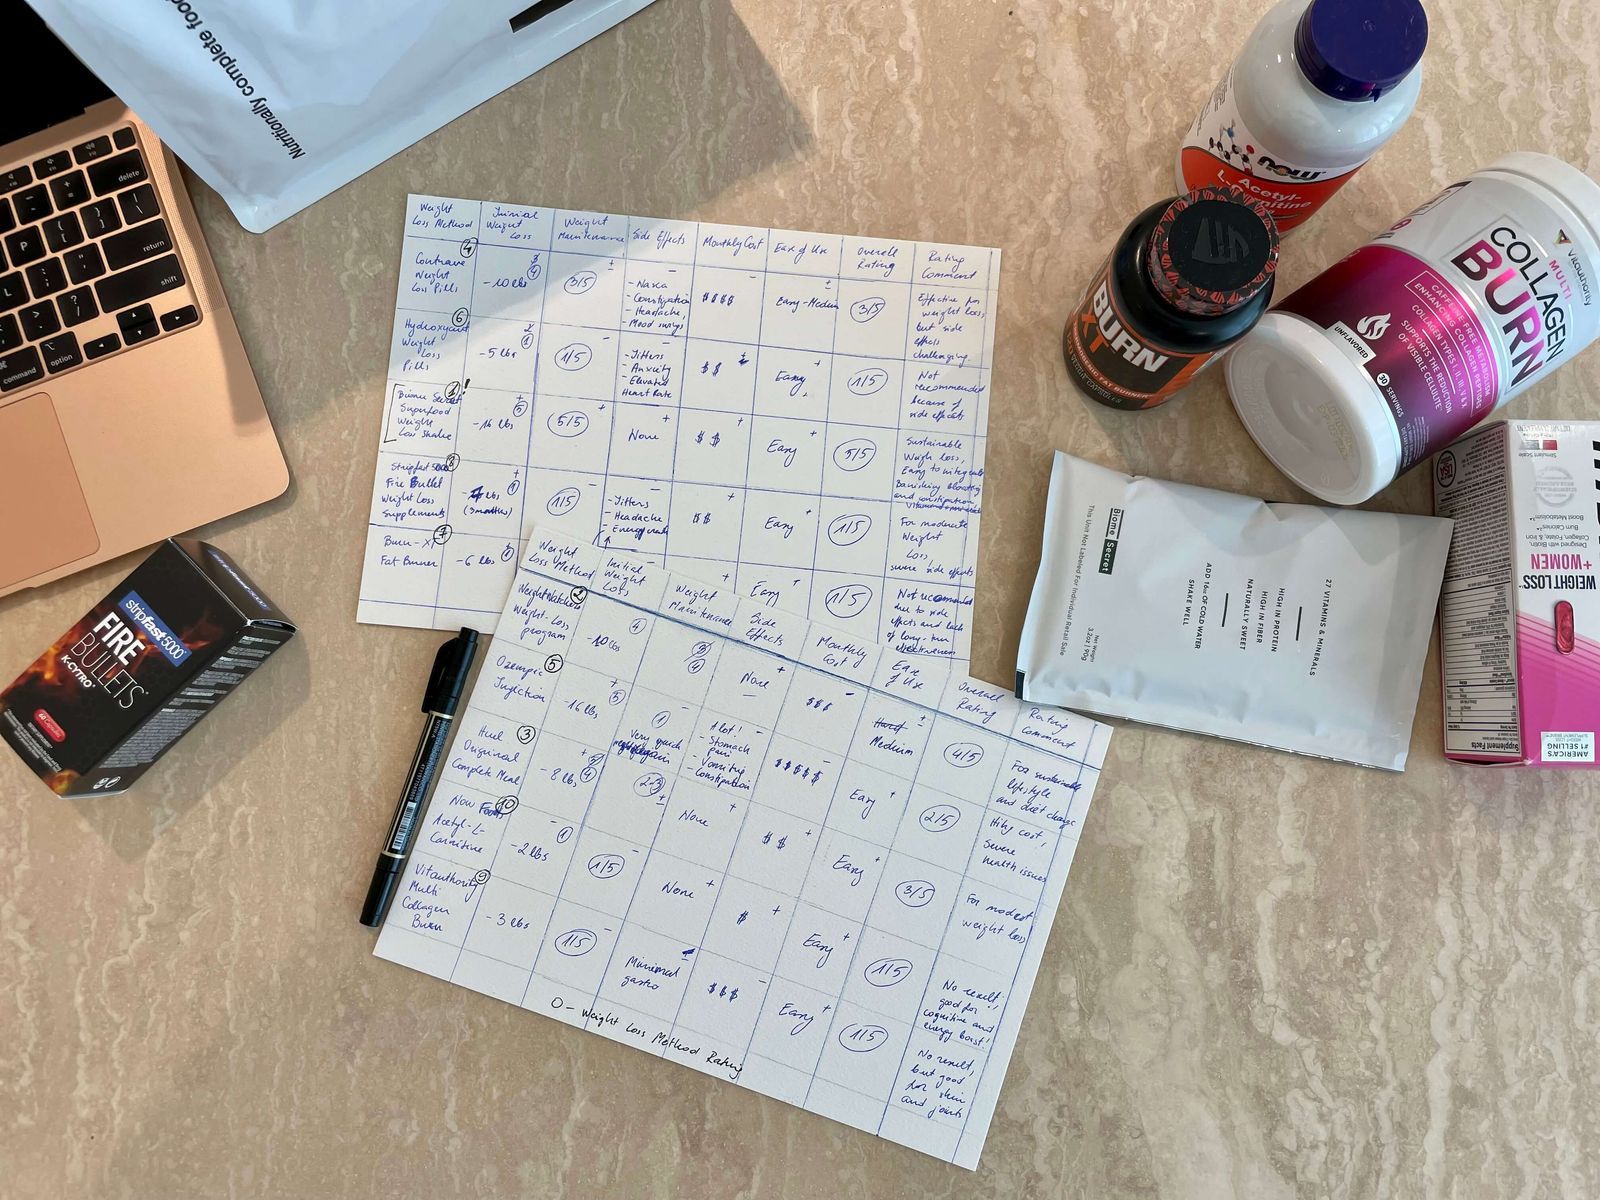 Nutritionally complete food
delete
return
shift
option
command
Weight
Loss Method
Initial
Weight
Loss
Weight
Maintenance
Side Effects
Monthly Cost
Ease of Use
Overall
Rating
Rating
Comment
4
Contrave
Weight
Loss Pills
4
-10 lbs
±
3/5
-
- Headache,
Mood swings
$$$$
±
Easy-Medium
3/5
Effective for
weight loss,
but side
effects
challenging.
6
Weight
Loss
Pills
1
-5 lbs
1/5
- Jitters
- Anxiety
- Elevated
Heart Rate
$$
Easy
1/5
Not
recommended
because of
side effects
1!
Biome Secret
Superfood
Weight
Loss Shake
+
5
-16 lbs
+
5/5
None
+
$$
+
Easy
5/5
Sustainable
Weigh loss,
Easy to integrate
Banishing bloating
and constipation
8
Stripfast 5000
Fire Bullet
Weight Loss
Supplements
1
lbs
(3 months)
1/5
- Jitters
- Headache
+
$$
+
Easy
1/5
For moderate
Weight
Loss
severe side effects
7
Burn-XT
Fat Burner
-6 lbs
Easy
1/5
Not recommended
due to side
effects and lack
of long-term
effectiveness
Weight
Loss Method
Initial
Weight
Loss
Weight
Maintenance
Side
Effects
Monthly
Cost
Ease
of Use
Overall
Rating
Rating
Comment
2
Weight-Loss
program
4
-10 lbs
4
None
$$$
±
Medium
4/5
For sustainable
lifestyle
and diet change
5
Ozempic
Injection
+
5
-16 lbs
1
Very quick
A lot!
- Stomach
pain
- Vomiting
- Constipation
$$$$$
Easy
2/5
Hihg cost,
Severe
health issues
3
Huel
Original
Complete Meal
4
-8 lbs
2-3
±
None
+
$$
Easy
+
3/5
For modest
weight loss
10
Now Foods
Acetyl-L-
Carnitine
1
-2 lbs
1/5
None
+
$
+
Easy
+
1/5
No result,
good for
cognitive and
energy boost!
9
Vitauthority
Multi
Collagen
Burn
-3 lbs
1/5
Minimal
gastro
$$$
Easy
+
1/5
No result,
but good
for skin
and joints
O - Weight Loss Method Rating
stripfast5000
FIRE
BULLETS
K-CYTRO
60 Capsules
now
L-Acetyl-
BURN
XT
THERMOGENIC FAT BURNER
Vitauthority
MULTI
COLLAGEN
BURN
CAFFEINE-FREE METABOLISM
ENHANCING COLLAGEN PEPTIDES
COLLAGEN TYPES I, II, III, V & X
SUPPORTS THE REDUCTION
OF VISIBLE CELLULITE
UNFLAVORED
30 SERVINGS
Biome Secret
This Unit Not Labeled For Individual Retail Sale
Net Weight
3.2oz | 90g
ADD 16oz OF COLD WATER
SHAKE WELL
HIGH IN PROTEIN
HIGH IN FIBER
NATURALLY SWEET
27 VITAMINS & MINERALS
Stimulant Scale
USA
Boost Metabolism
Burn Calories
Collagen, Folate, & Iron
Designed with Biotin,
+WOMEN
WEIGHT LOSS
Supplement Facts
AMERICA'S
#1 SELLING